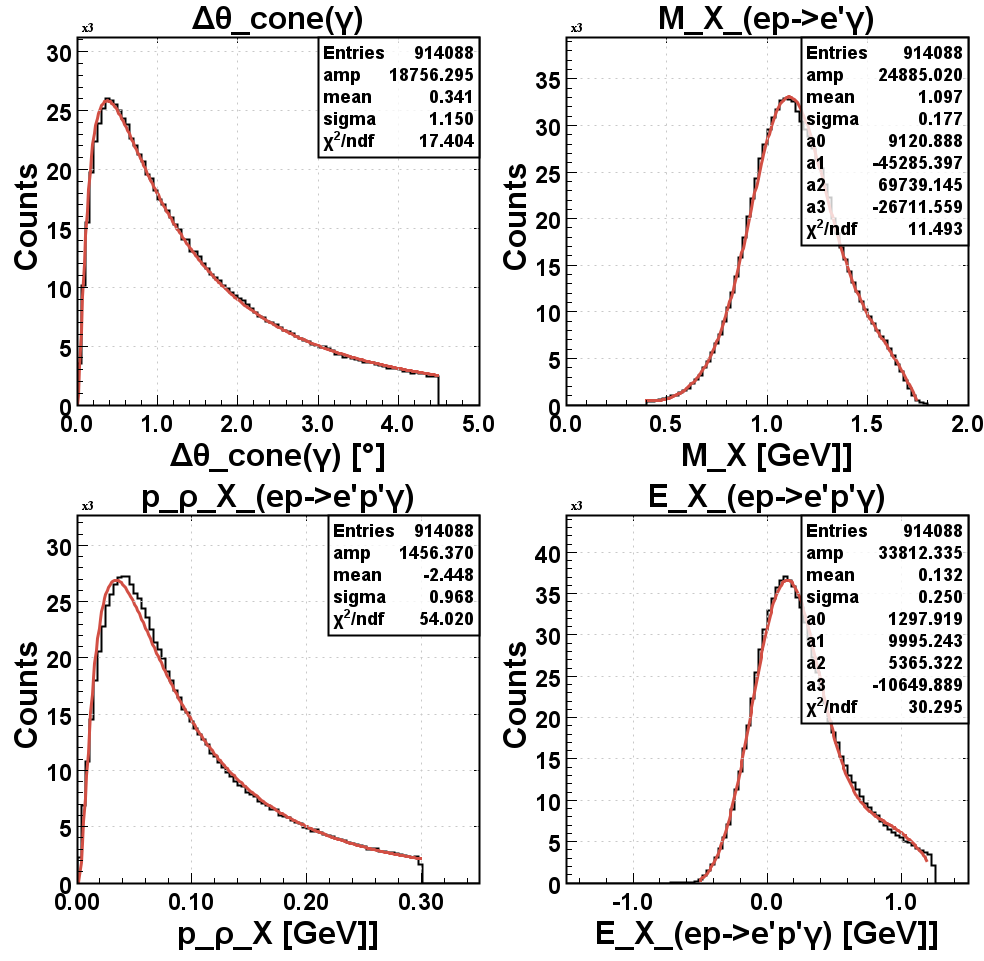 Δθ_cone(γ)
x3
Entries 914088
amp 18756.295
mean 0.341
sigma 1.150
χ²/ndf 17.404
30
25
20
15
10
5
0
Counts
0.0 1.0 2.0 3.0 4.0 5.0
Δθ_cone(γ) [°]
M_X_(ep->e'γ)
x3
Entries 914088
amp 24885.020
mean 1.097
sigma 0.177
a0 9120.888
a1 -45285.397
a2 69739.145
a3 -26711.559
χ²/ndf 11.493
35
30
25
20
15
10
5
0
Counts
0.0 0.5 1.0 1.5 2.0
M_X [GeV]]
p_ρ_X_(ep->e'p'γ)
x3
Entries 914088
amp 1456.370
mean -2.448
sigma 0.968
χ²/ndf 54.020
30
25
20
15
10
5
0
Counts
0.00 0.10 0.20 0.30
p_ρ_X [GeV]]
E_X_(ep->e'p'γ)
x3
Entries 914088
amp 33812.335
mean 0.132
sigma 0.250
a0 1297.919
a1 9995.243
a2 5365.322
a3 -10649.889
χ²/ndf 30.295
40
35
30
25
20
15
10
5
0
Counts
-1.0 0.0 1.0
E_X_(ep->e'p'γ) [GeV]]